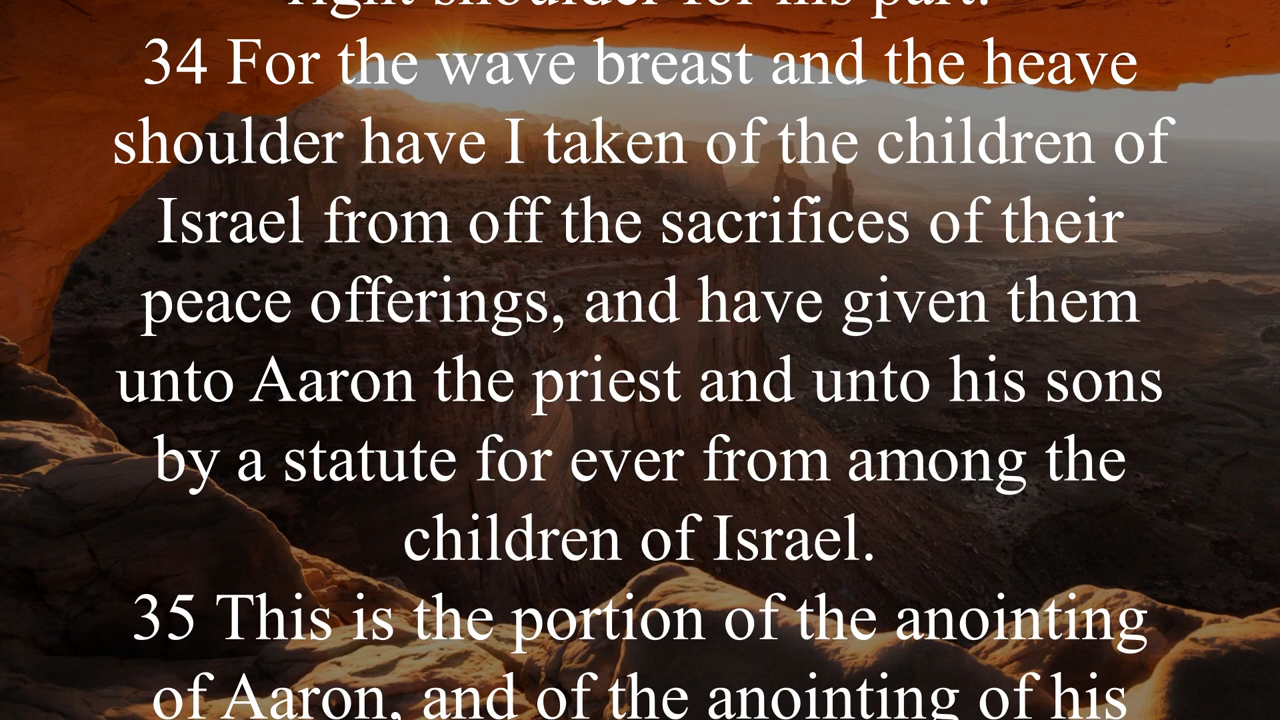 right shoulder for his part.
34 For the wave breast and the heave
shoulder have I taken of the children of
Israel from off the sacrifices of their
peace offerings, and have given them
unto Aaron the priest and unto his sons
by a statute for ever from among the
children of Israel.
35 This is the portion of the anointing
of Aaron, and of the anointing of his